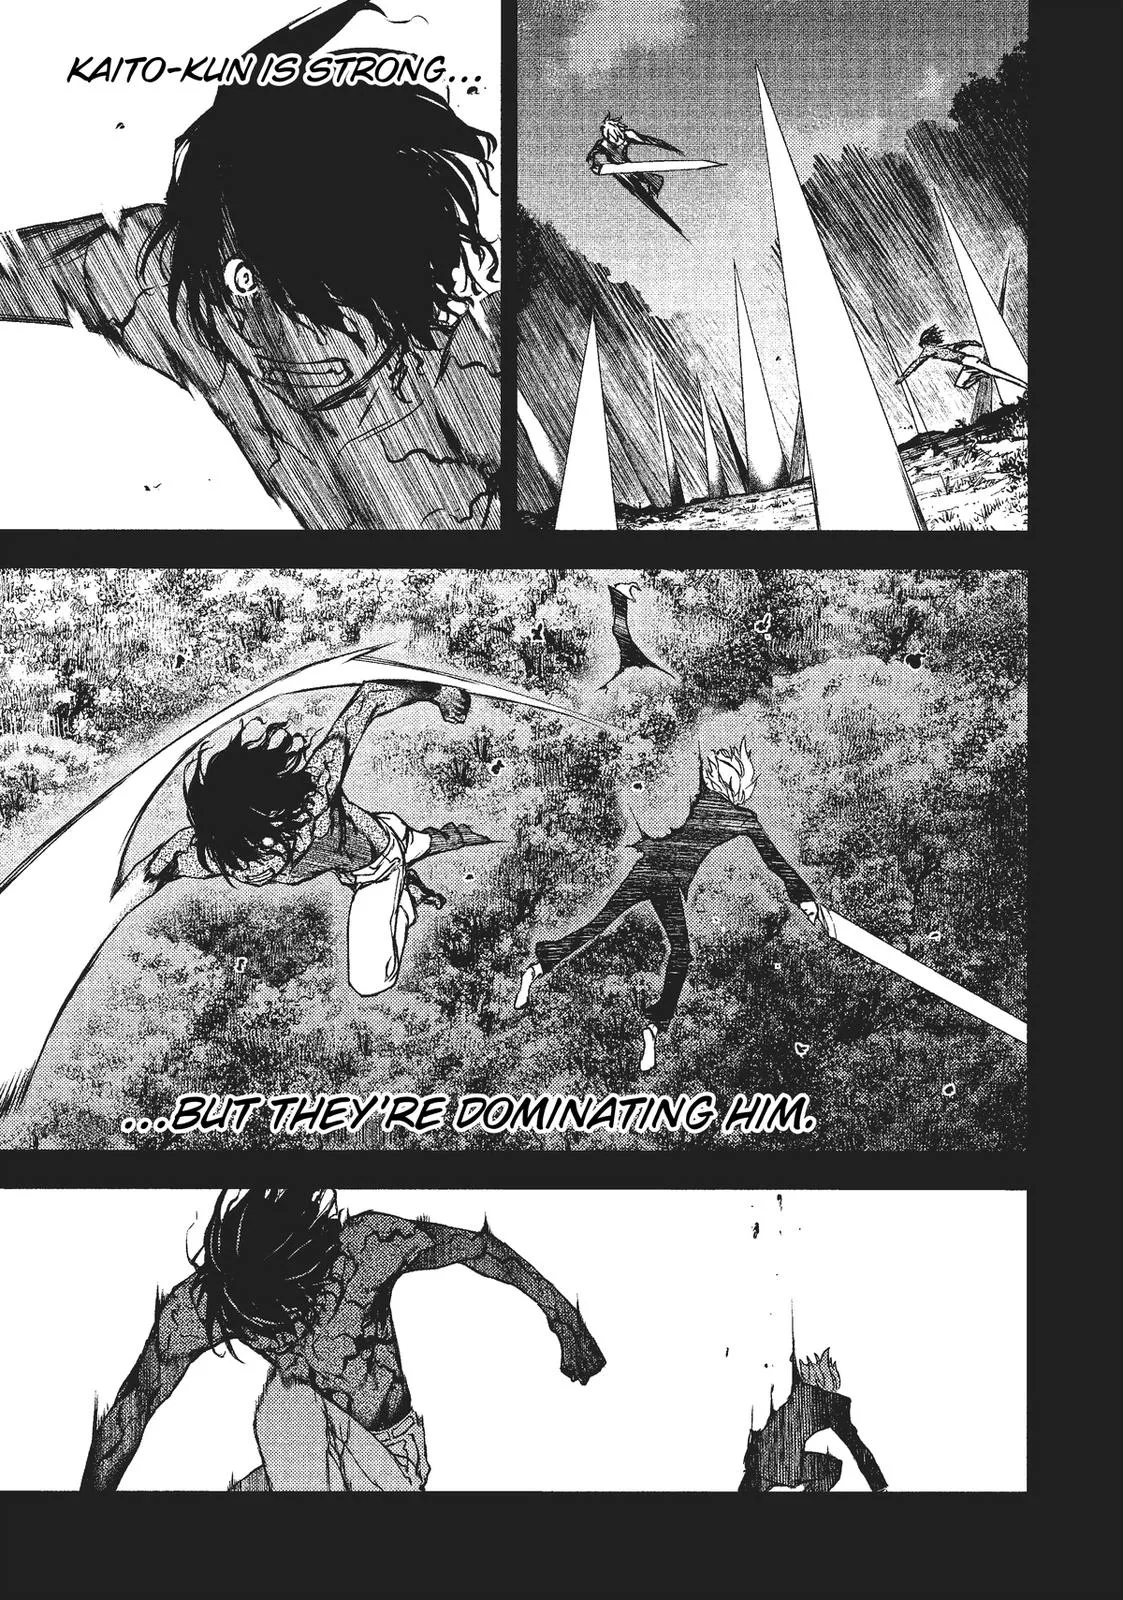 KAITO-KUN IS STRONG...
...BUT THEY'RE DOMINATING HIM.